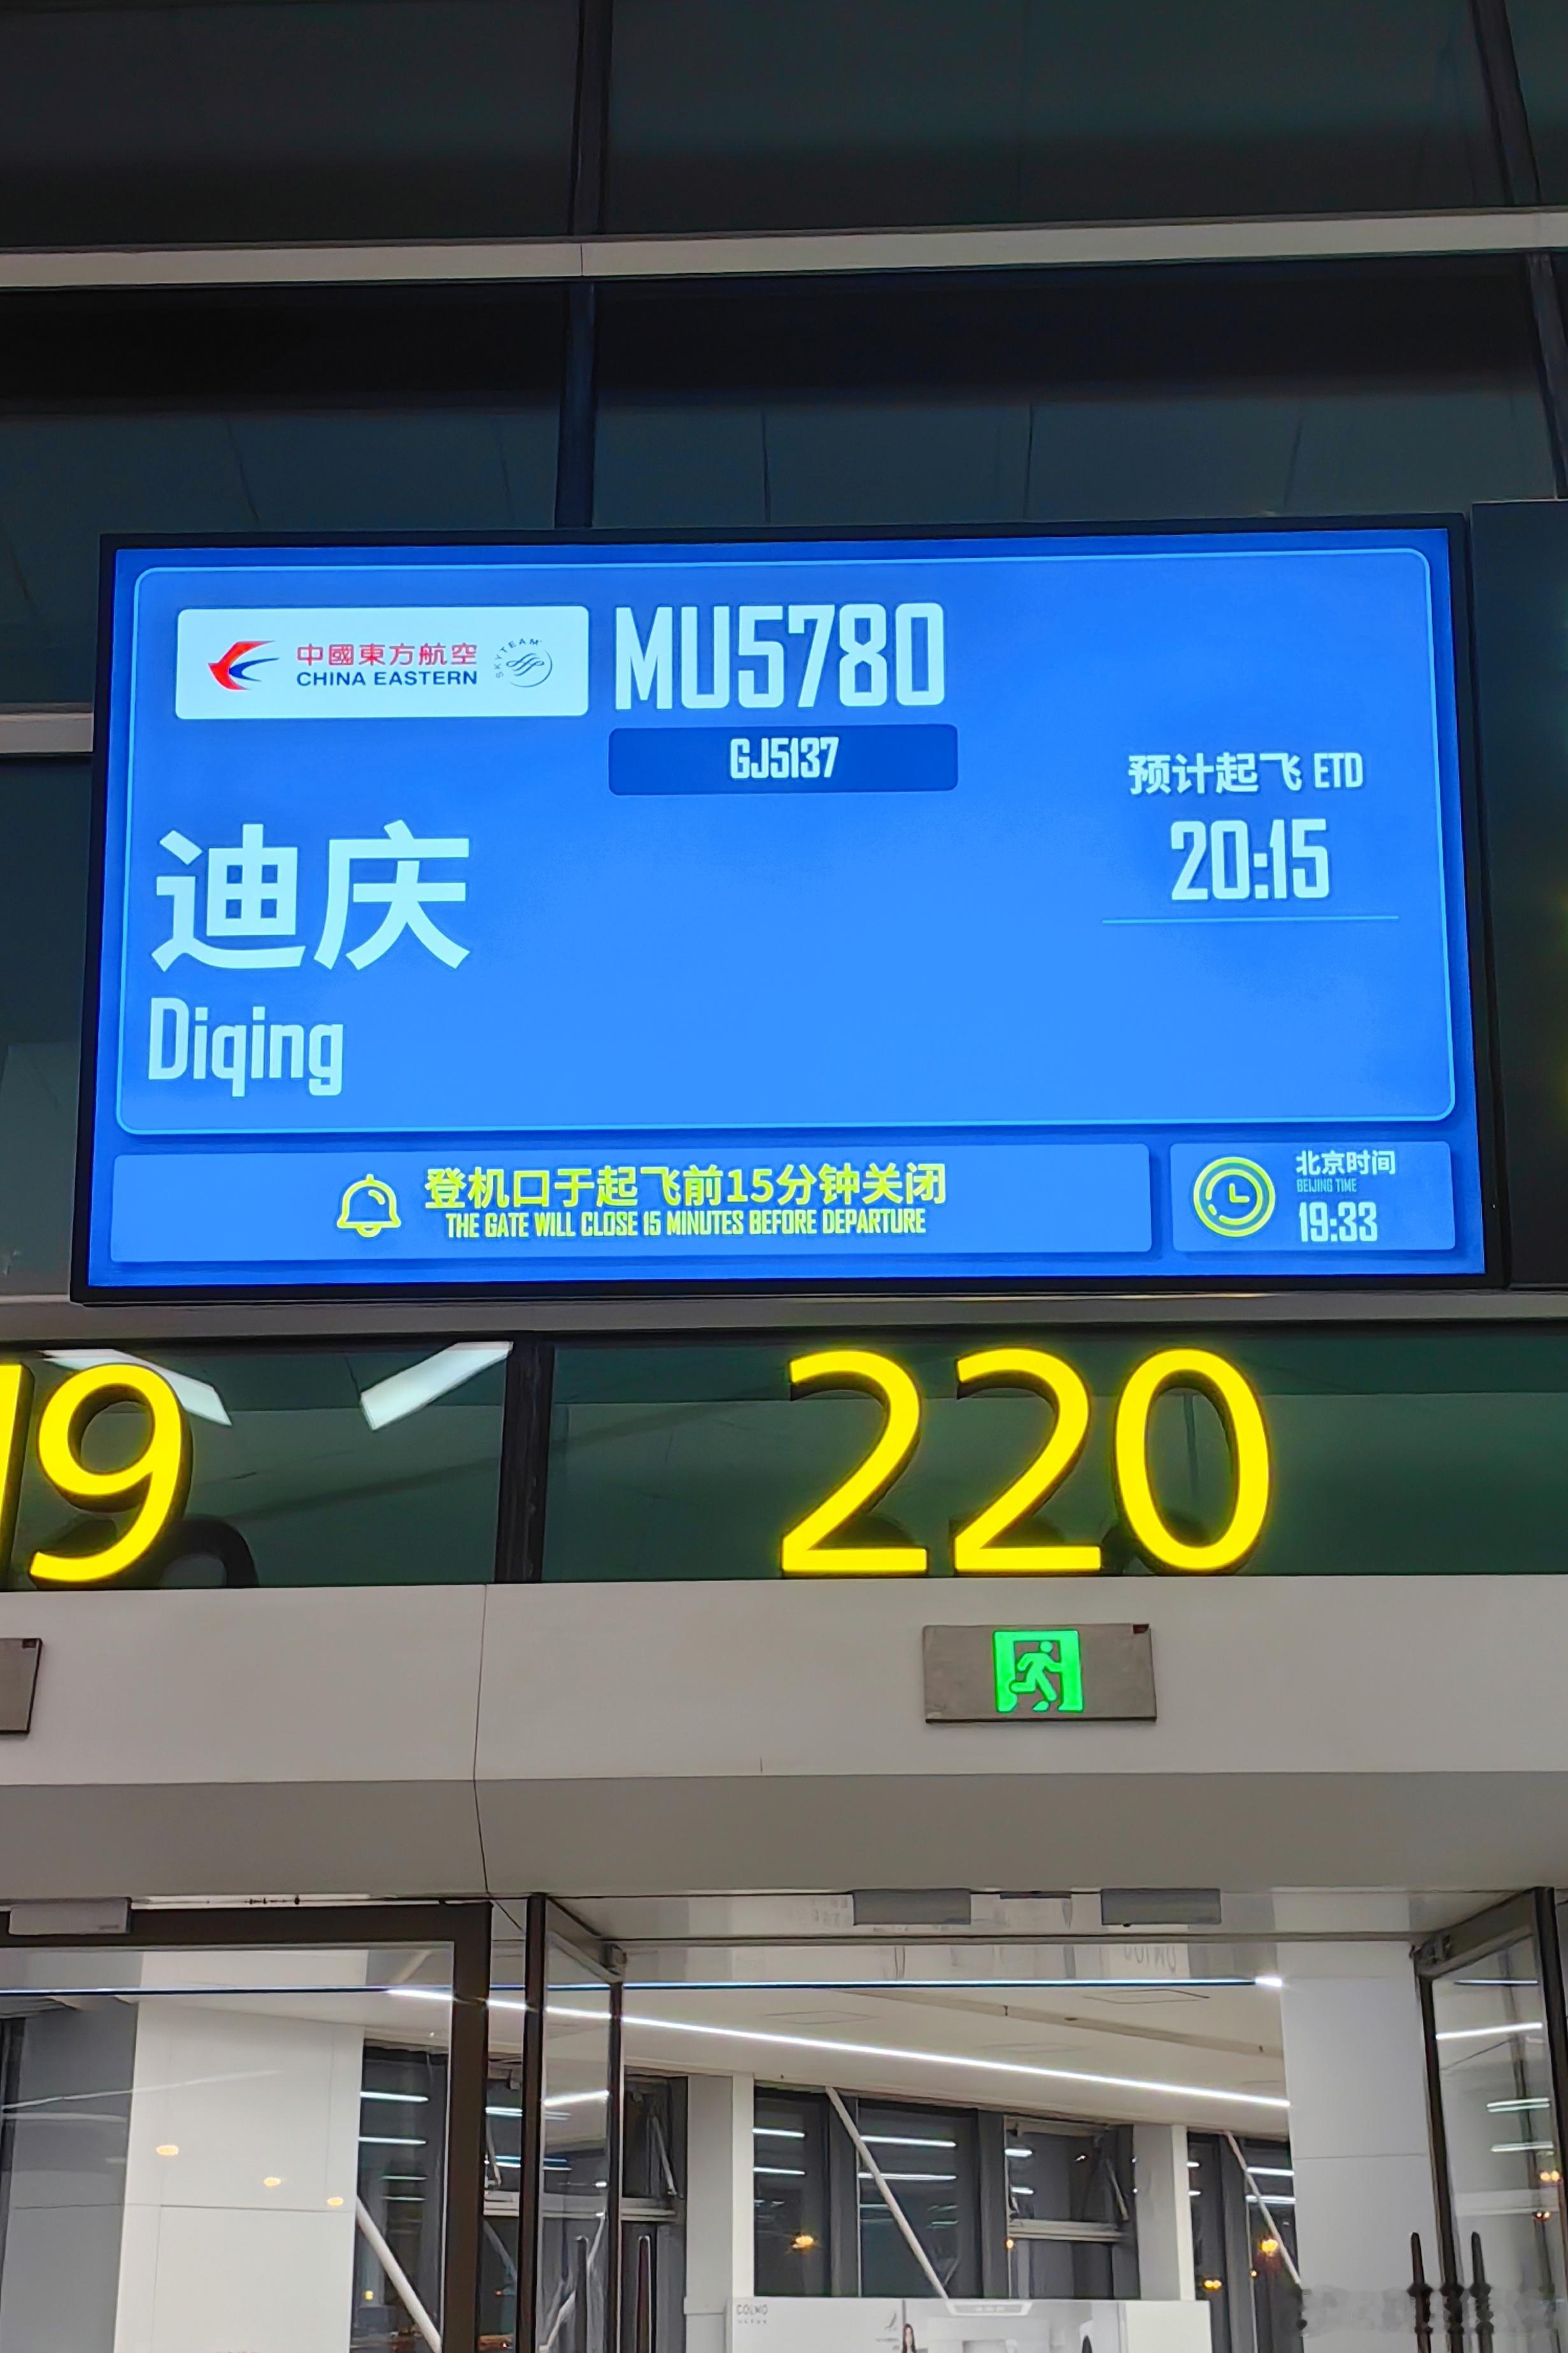 中國東方航空
CHINA EASTERN
SKYTEAM
MU5780
GJ5137
预计起飞 ETD
20:15
迪庆
Diqing
登机口于起飞前15分钟关闭
THE GATE WILL CLOSE 15 MINUTES BEFORE DEPARTURE
北京时间
BEIJING TIME
19:33
19
220
COLMO